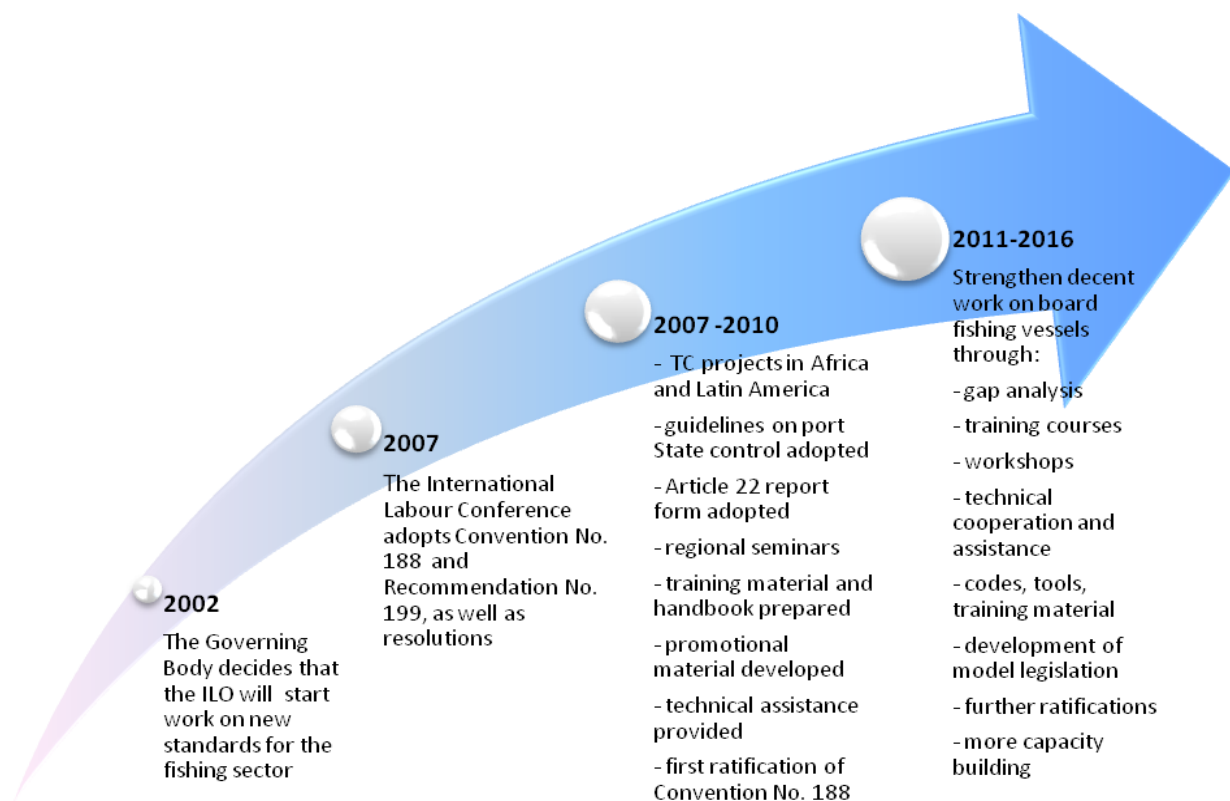 2002
The Governing
Body decides that
the ILO will start
work on new
standards for the
fishing sector
2007
The International
Labour Conference
adopts Convention No.
188 and
Recommendation No.
199, as well as
resolutions
2007 -2010
- TC projects in Africa
and Latin America
-guidelines on port
State control adopted
-Article 22 report
form adopted
-regional seminars
-training material and
handbook prepared
-promotional
material developed
-technical assistance
provided
-first ratification of
Convention No. 188
2011-2016
Strengthen decent
work on board
fishing vessels
through:
-gap analysis
-training courses
-workshops
-technical
cooperation and
assistance
-codes, tools,
training material
-development of
model legislation
-further ratifications
-more capacity
building